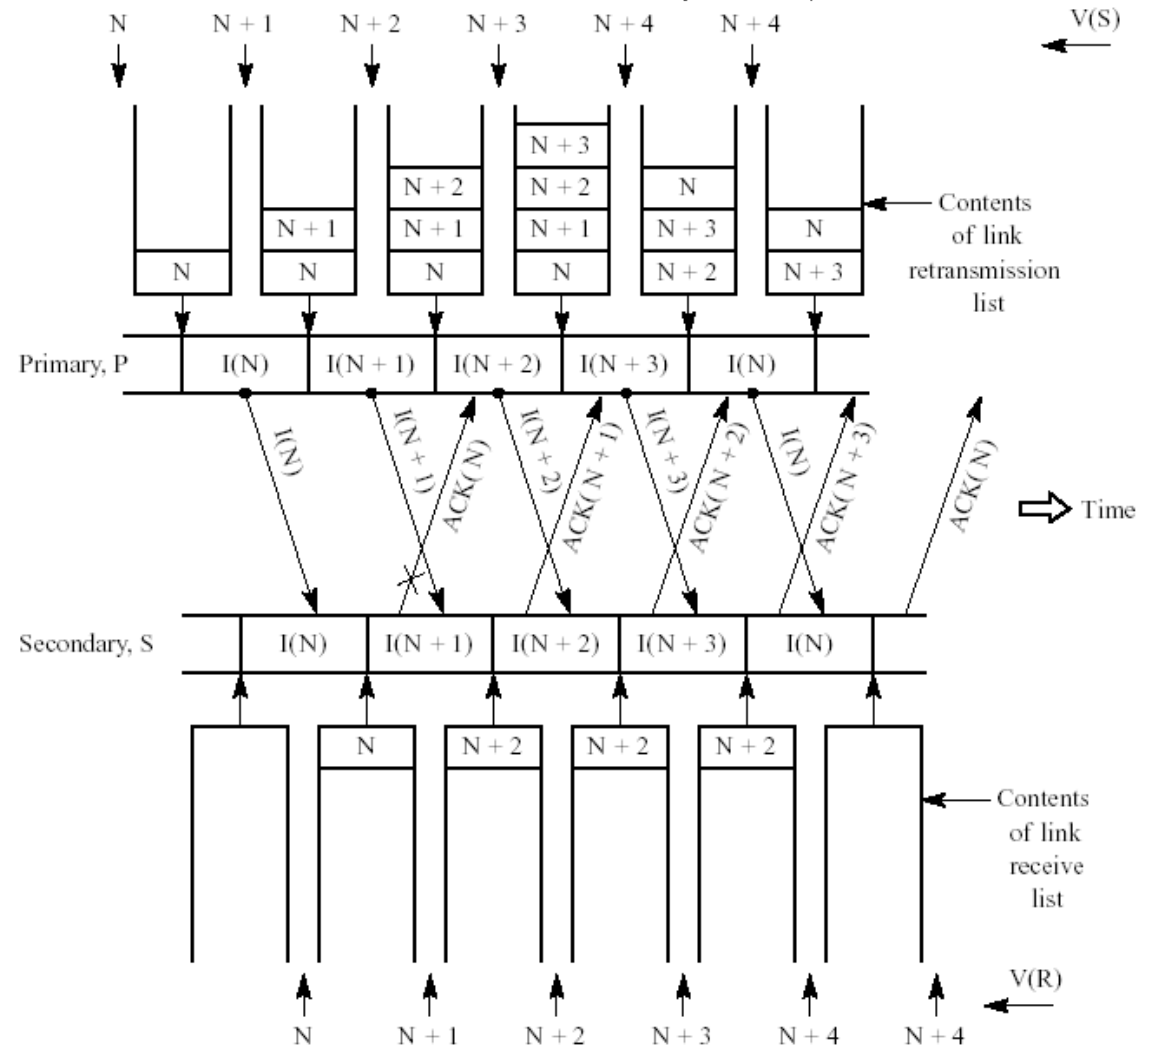 N N + 1 N + 2 N + 3 N + 4 N + 4 V(S)
N + 3
N + 2 N + 2 N
N + 1 N + 1 N + 1 N + 3 N
N N N N N + 2 N + 3
Contents
of link
retransmission
list
Primary, P I(N) I(N + 1) I(N + 2) I(N + 3) I(N)
I(N) I(N + 1) ACK(N) I(N + 2) ACK(N + 1) I(N + 3) ACK(N + 2) I(N) ACK(N + 3) ACK(N)
Time
Secondary, S I(N) I(N + 1) I(N + 2) I(N + 3) I(N)
N N + 2 N + 2 N + 2
Contents
of link
receive
list
V(R)
N N + 1 N + 2 N + 3 N + 4 N + 4